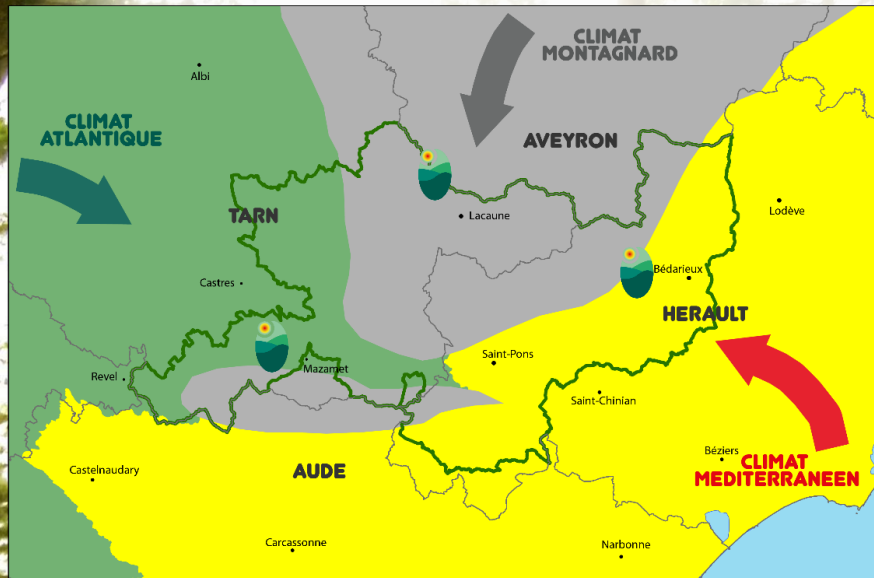 CLIMAT
MONTAGNARD
Albi
CLIMAT
ATLANTIQUE
AVEYRON
TARN
Lacaune
Lodève
Castres
Bédarieux
HERAULT
Saint-Pons
Mazamet
Revel
Saint-Chinian
Béziers
CLIMAT
MEDITERRANEEN
Castelnaudary
AUDE
Carcassonne
Narbonne